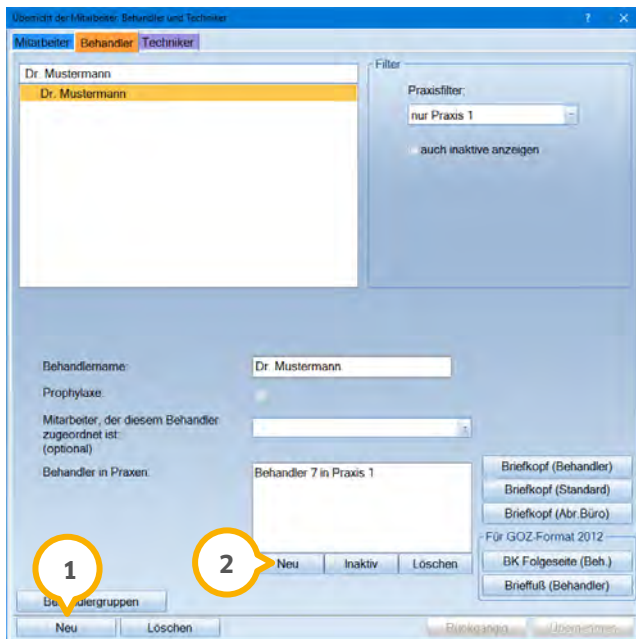 Übersicht der Mitarbeiter, Behandler und Techniker ? X
Mitarbeiter Behandler Techniker
Dr. Mustermann
Dr. Mustermann
Filter
Praxisfilter:
nur Praxis 1
auch inaktive anzeigen
Behandlername:
Dr. Mustermann
Prophylaxe:
Mitarbeiter, der diesem Behandler
zugeordnet ist:
(optional)
Behandler in Praxen:
Behandler 7 in Praxis 1
Briefkopf (Behandler)
Briefkopf (Standard)
Briefkopf (Abr.Büro)
Für GOZ-Format 2012
BK Folgeseite (Beh.)
Brieffuß (Behandler)
1
2
Neu Inaktiv Löschen
Behandlergruppen
Neu Löschen
Rückgängig Übernehmen